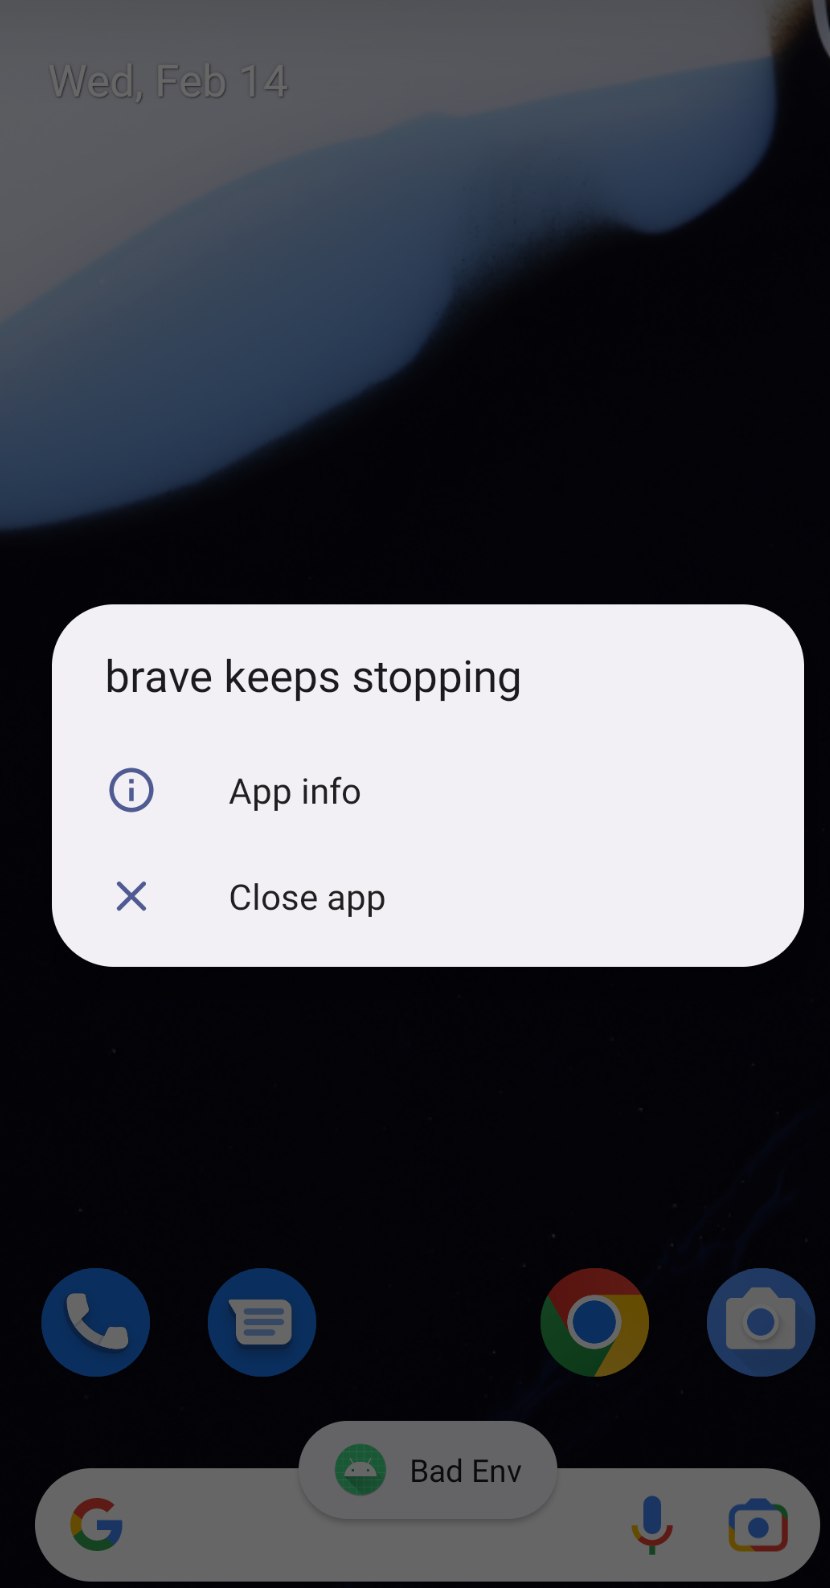 Wed, Feb 14
brave keeps stopping
App info
Close app
Bad Env